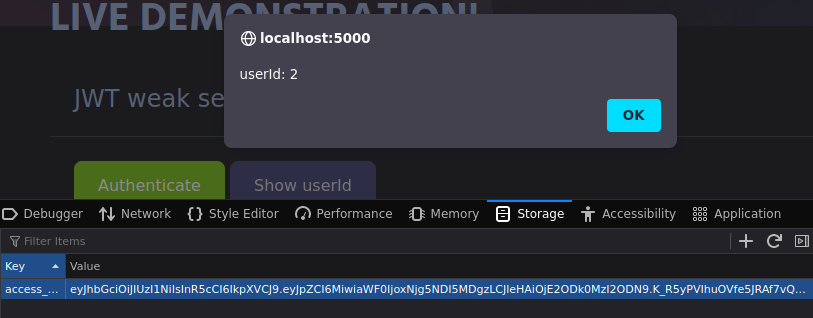 LIVE DEMONSTRATION!
localhost:5000
userId: 2
OK
JWT weak se
Authenticate Show userId
Debugger Network Style Editor Performance Memory Storage Accessibility Application
Filter Items
Key Value
access_... eyJhbGciOiJIUzI1NiIsInR5cCI6IkpXVCJ9.eyJpZCI6MiwiaWF0IjoxNjg5NDI5MDgzLCJleHAiOjE2ODk0MzI2ODN9.K_R5yPVIhuOVfe5JRAf7vQ...